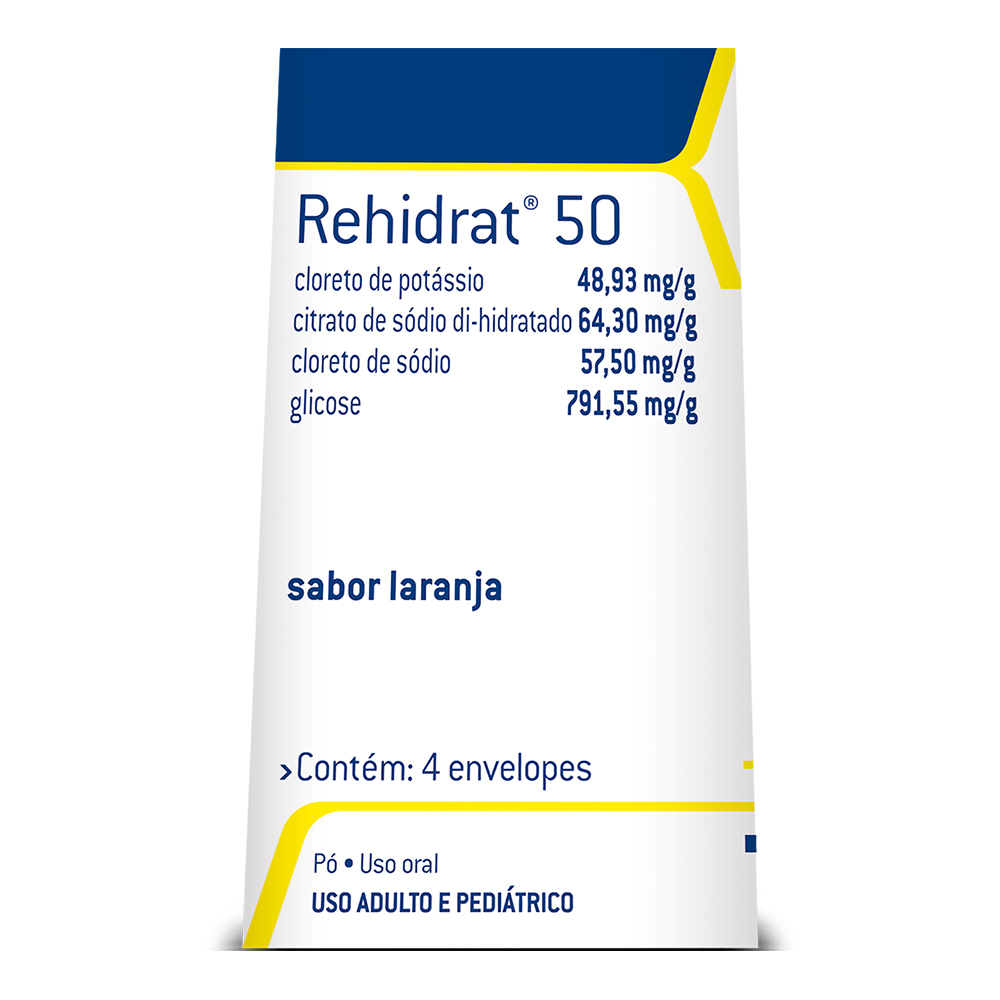 Rehidrat® 50
cloreto de potássio 48,93 mg/g
citrato de sódio di-hidratado 64,30 mg/g
cloreto de sódio 57,50 mg/g
glicose 791,55 mg/g
sabor laranja
›Contém: 4 envelopes
Pó • Uso oral
USO ADULTO E PEDIÁTRICO